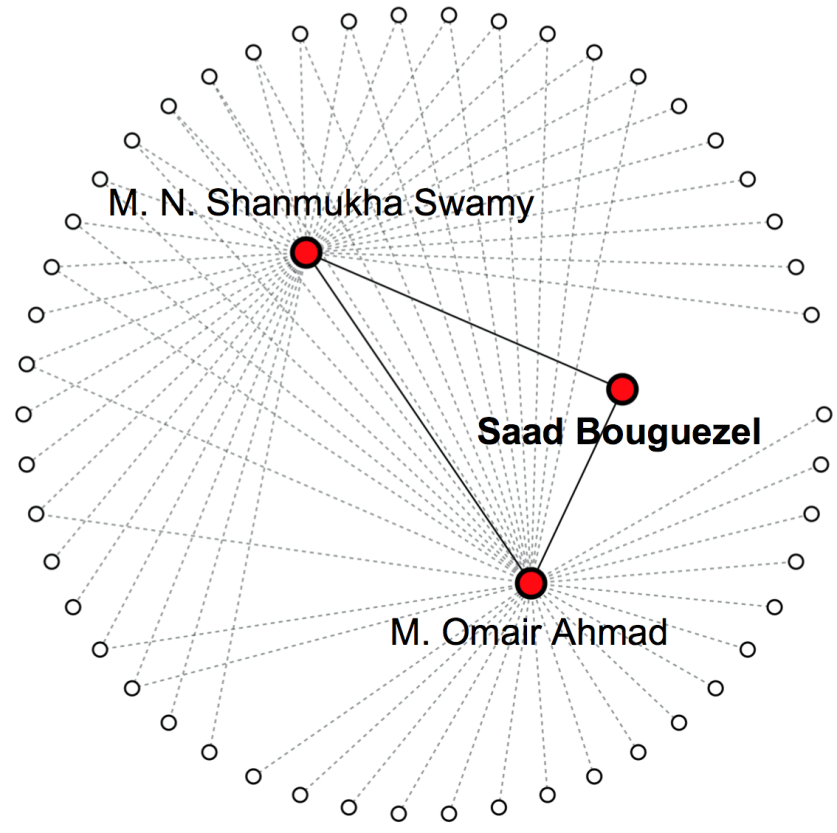 M. N. Shanmukha Swamy
Saad Bouguezel
M. Omair Ahmad